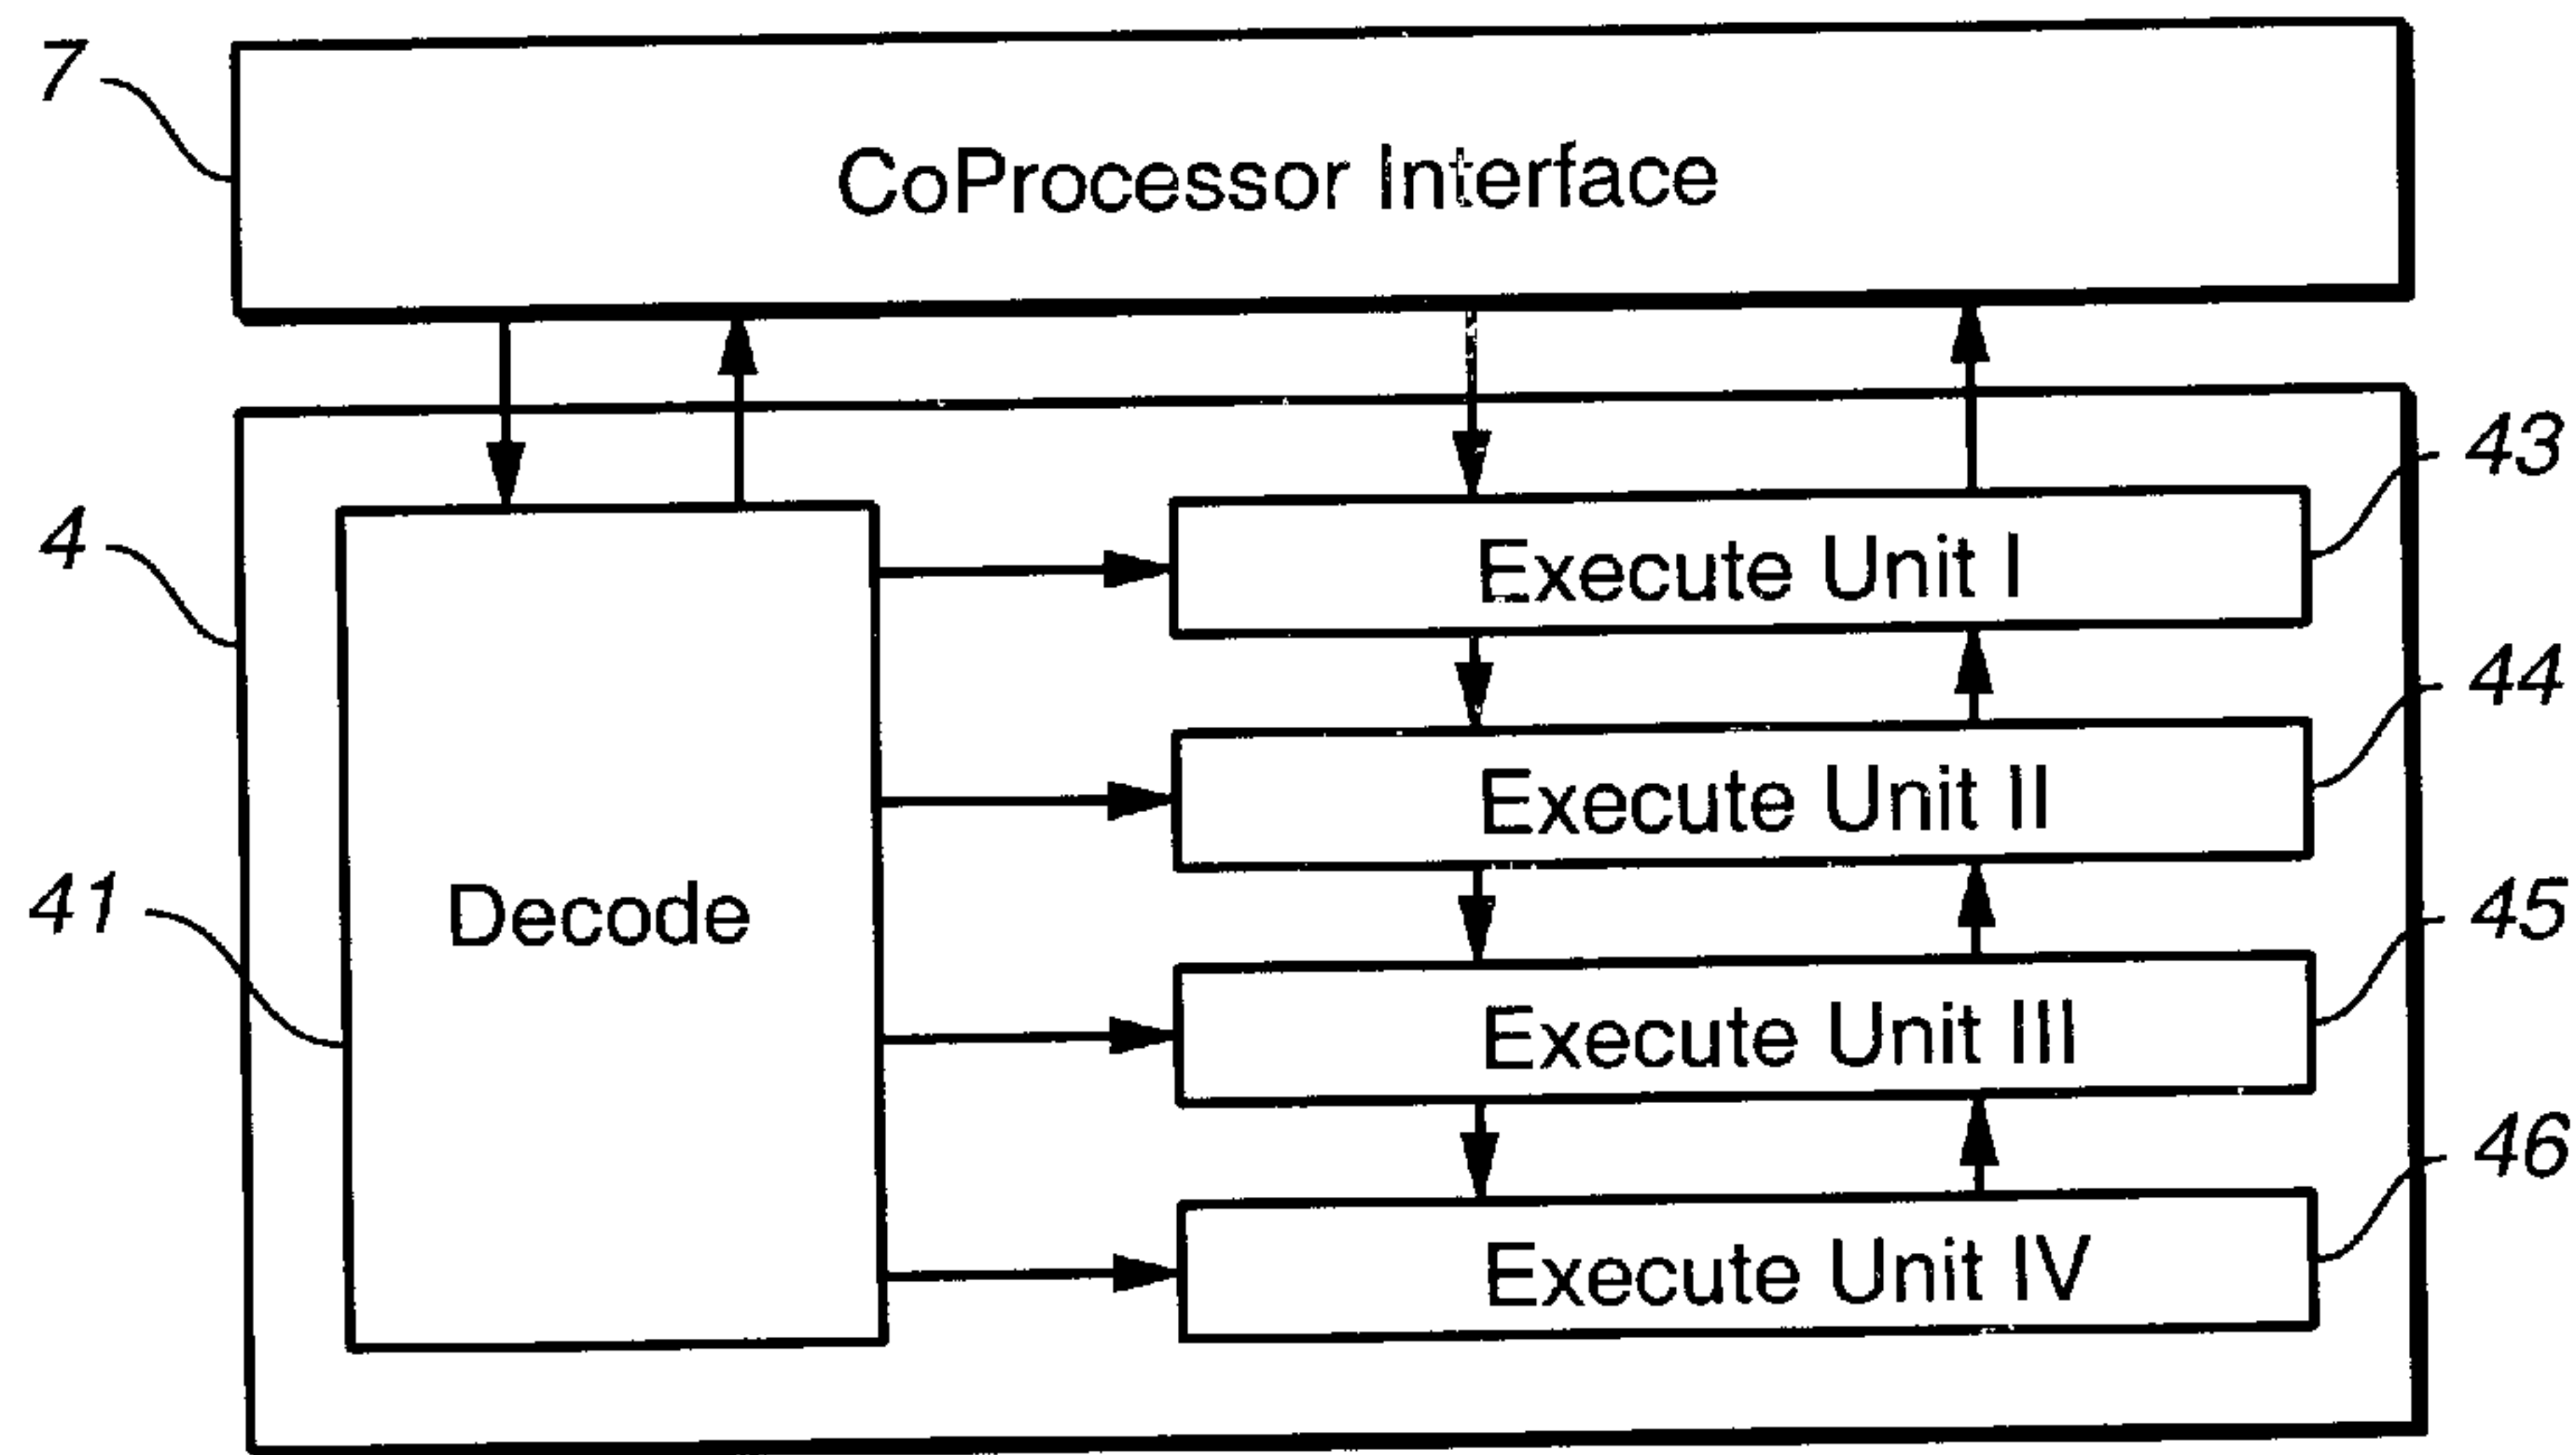 7
CoProcessor Interface
4
43
Execute Unit I
44
Execute Unit II
41
Decode
45
Execute Unit III
46
Execute Unit IV